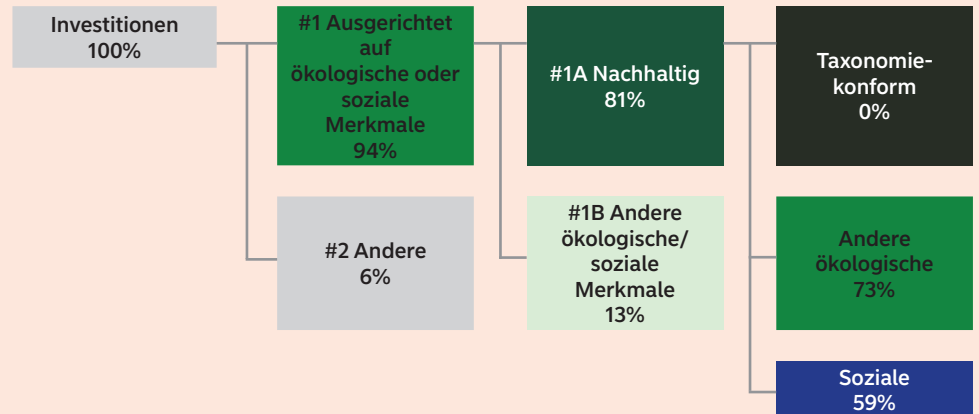 Investitionen
100%
#1 Ausgerichtet
auf
ökologische oder
soziale
Merkmale
94%
#2 Andere
6%
#1A Nachhaltig
81%
#1B Andere
ökologische/
soziale
Merkmale
13%
Taxonomie-
konform
0%
Andere
ökologische
73%
Soziale
59%